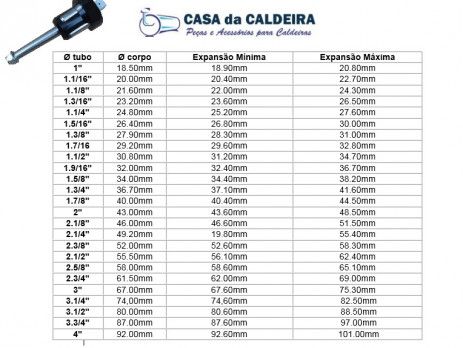 CASA da CALDEIRA
Peças e Acessórios para Caldeiras
Ø tubo Ø corpo Expansão Mínima Expansão Máxima
1" 18.50mm 18.90mm 20.80mm
1.1/16" 20.00mm 20.40mm 22.70mm
1.1/8" 21.60mm 22.00mm 24.30mm
1.3/16" 23.20mm 23.60mm 26.50mm
1.1/4" 24.80mm 25.20mm 27.60mm
1.5/16" 26.40mm 26.80mm 30.00mm
1.3/8" 27.90mm 28.30mm 31.00mm
1.7/16 29.20mm 29.60mm 32.80mm
1.1/2" 30.80mm 31.20mm 34.70mm
1.9/16" 32.00mm 32.40mm 36.70mm
1.5/8" 34.00mm 34.40mm 38.20mm
1.3/4" 36.70mm 37.10mm 41.60mm
1.7/8" 40.00mm 40.40mm 44.50mm
2" 43.00mm 43.60mm 48.50mm
2.1/8" 46.00mm 46.60mm 51.50mm
2.1/4" 49.20mm 19.80mm 55.40mm
2.3/8" 52.00mm 52.60mm 58.30mm
2.1/2" 55.50mm 56.10mm 62.40mm
2.5/8" 58.00mm 58.60mm 65.10mm
2.3/4" 61.50mm 62.00mm 69.00mm
3" 67.00mm 67.00mm 75.30mm
3.1/4" 74,00mm 74,60mm 82.50mm
3.1/2" 80.00mm 80.60mm 88.50mm
3.3/4" 87.00mm 87.60mm 97.00mm
4" 92.00mm 92.60mm 101.00mm